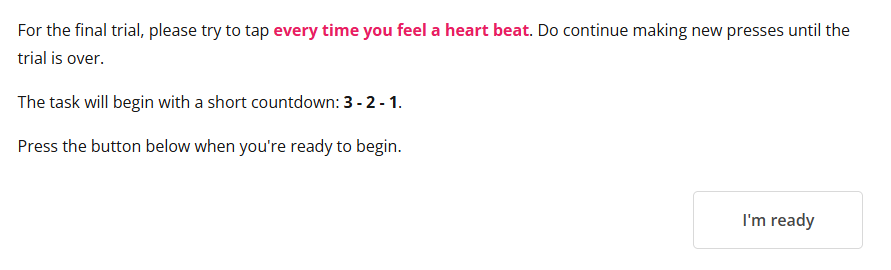 For the final trial, please try to tap every time you feel a heart beat. Do continue making new presses until the
trial is over.
The task will begin with a short countdown: 3 - 2 - 1.
Press the button below when you're ready to begin.
I'm ready